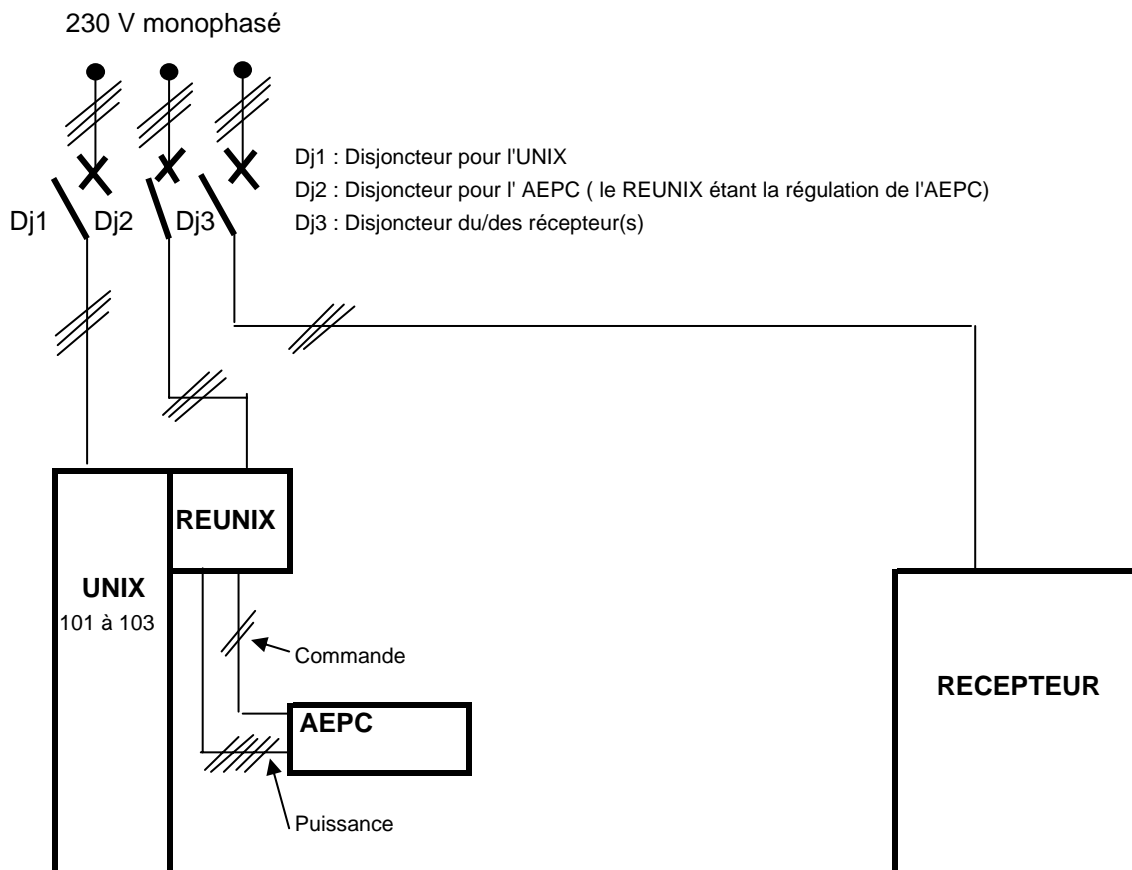 230 V monophasé
Dj1 : Disjoncteur pour l'UNIX
Dj2 : Disjoncteur pour l' AEPC ( le REUNIX étant la régulation de l'AEPC)
Dj3 : Disjoncteur du/des récepteur(s)
Dj1
Dj2
Dj3
REUNIX
UNIX
101 à 103
Commande
AEPC
Puissance
RECEPTEUR